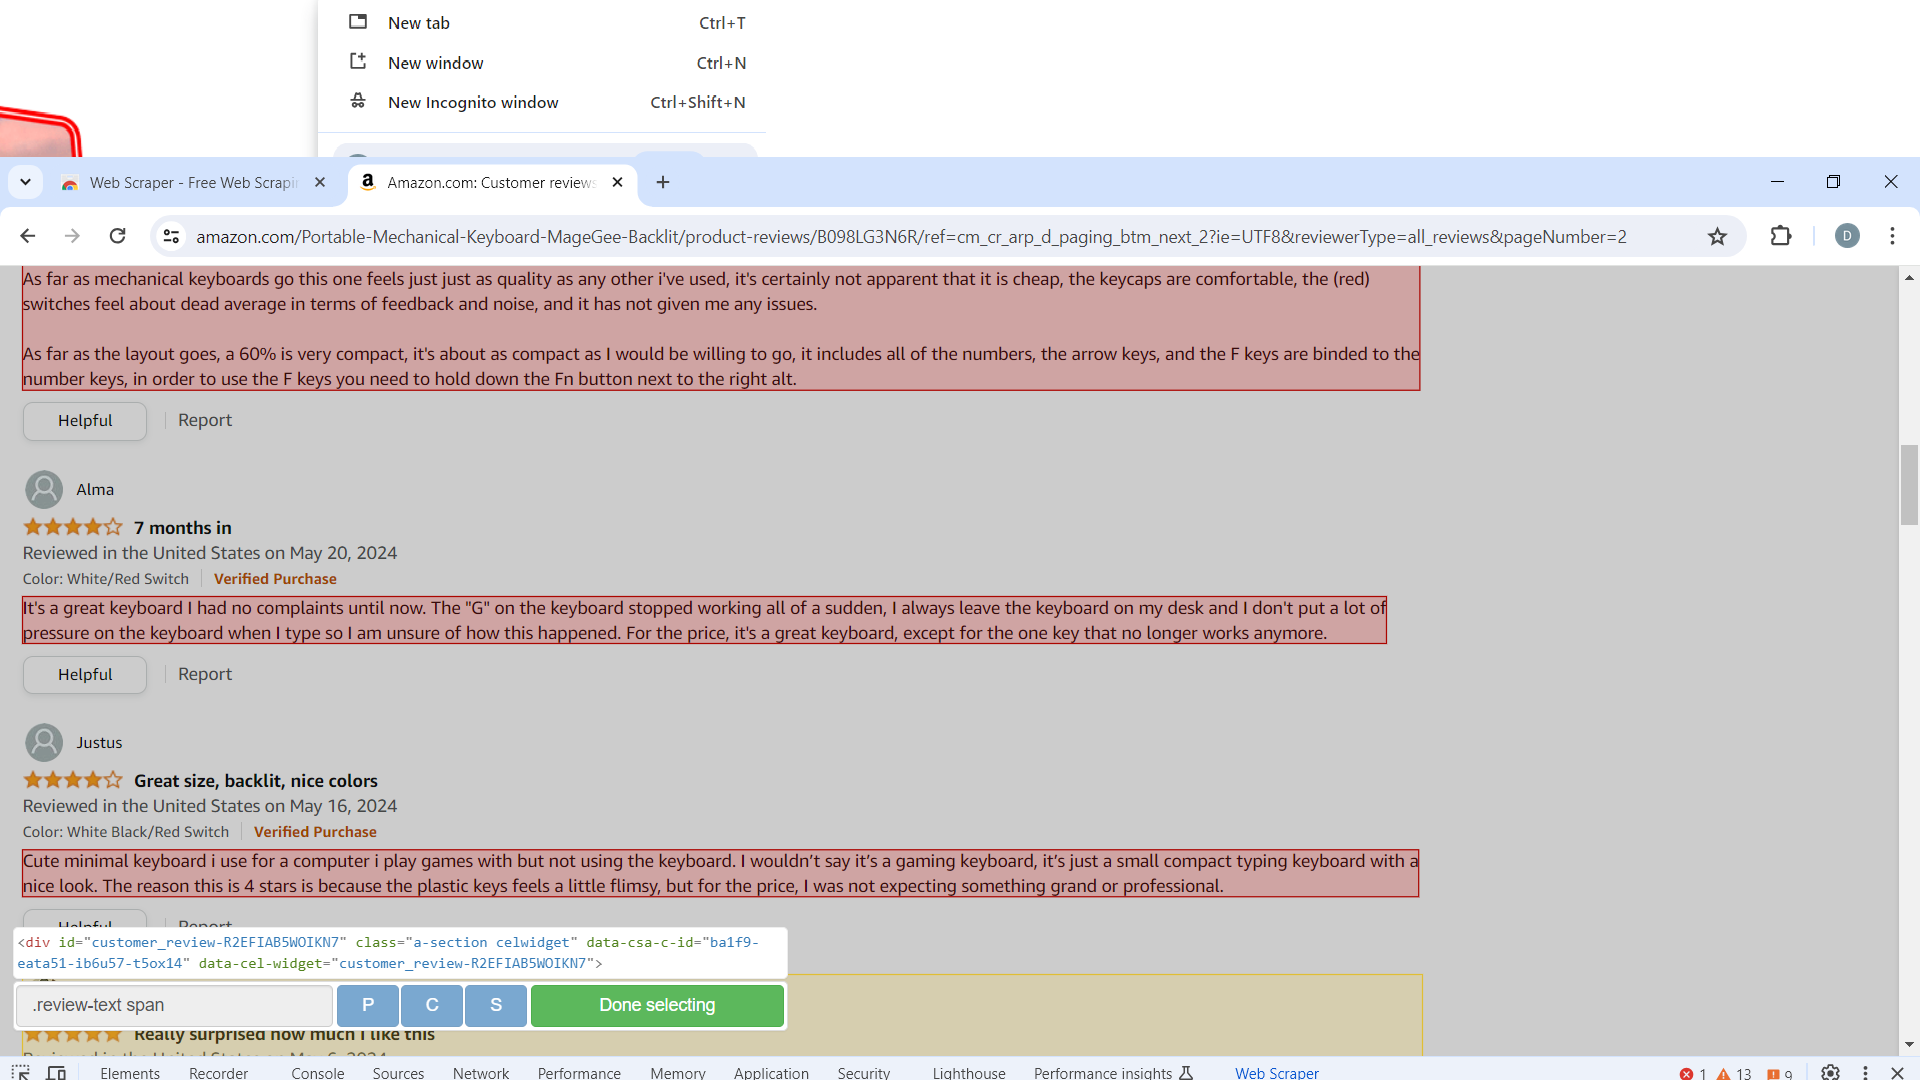 New tab Ctrl+T
New window Ctrl+N
New Incognito window Ctrl+Shift+N
Web Scraper - Free Web Scrapi
Amazon.com: Customer reviews
amazon.com/Portable-Mechanical-Keyboard-MageGee-Backlit/product-reviews/B098LG3N6R/ref=cm_cr_arp_d_paging_btm_next_2?ie=UTF8&reviewerType=all_reviews&pageNumber=2
D
As far as mechanical keyboards go this one feels just just as quality as any other i've used, it's certainly not apparent that it is cheap, the keycaps are comfortable, the (red)
switches feel about dead average in terms of feedback and noise, and it has not given me any issues.
As far as the layout goes, a 60% is very compact, it's about as compact as I would be willing to go, it includes all of the numbers, the arrow keys, and the F keys are binded to the
number keys, in order to use the F keys you need to hold down the Fn button next to the right alt.
Helpful Report
Alma
7 months in
Reviewed in the United States on May 20, 2024
Color: White/Red Switch Verified Purchase
It's a great keyboard I had no complaints until now. The "G" on the keyboard stopped working all of a sudden, I always leave the keyboard on my desk and I don't put a lot of
pressure on the keyboard when I type so I am unsure of how this happened. For the price, it's a great keyboard, except for the one key that no longer works anymore.
Helpful Report
Justus
Great size, backlit, nice colors
Reviewed in the United States on May 16, 2024
Color: White Black/Red Switch Verified Purchase
Cute minimal keyboard i use for a computer i play games with but not using the keyboard. I wouldn’t say it’s a gaming keyboard, it’s just a small compact typing keyboard with a
nice look. The reason this is 4 stars is because the plastic keys feels a little flimsy, but for the price, I was not expecting something grand or professional.
Helpful Report
<div id="customer_review-R2EFIAB5WOIKN7" class="a-section celwidget" data-csa-c-id="ba1f9-
eata51-ib6u57-t5ox14" data-cel-widget="customer_review-R2EFIAB5WOIKN7">
.review-text span P C S Done selecting
Really surprised how much I like this
Reviewed in the United States on May 6, 2024
Elements Recorder Console Sources Network Performance Memory Application Security Lighthouse Performance insights Web Scraper 1 13 9